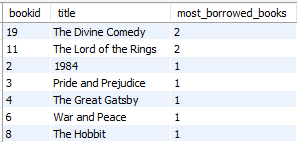 bookid title most_borrowed_books
19 The Divine Comedy 2
11 The Lord of the Rings 2
2 1984 1
3 Pride and Prejudice 1
4 The Great Gatsby 1
6 War and Peace 1
8 The Hobbit 1